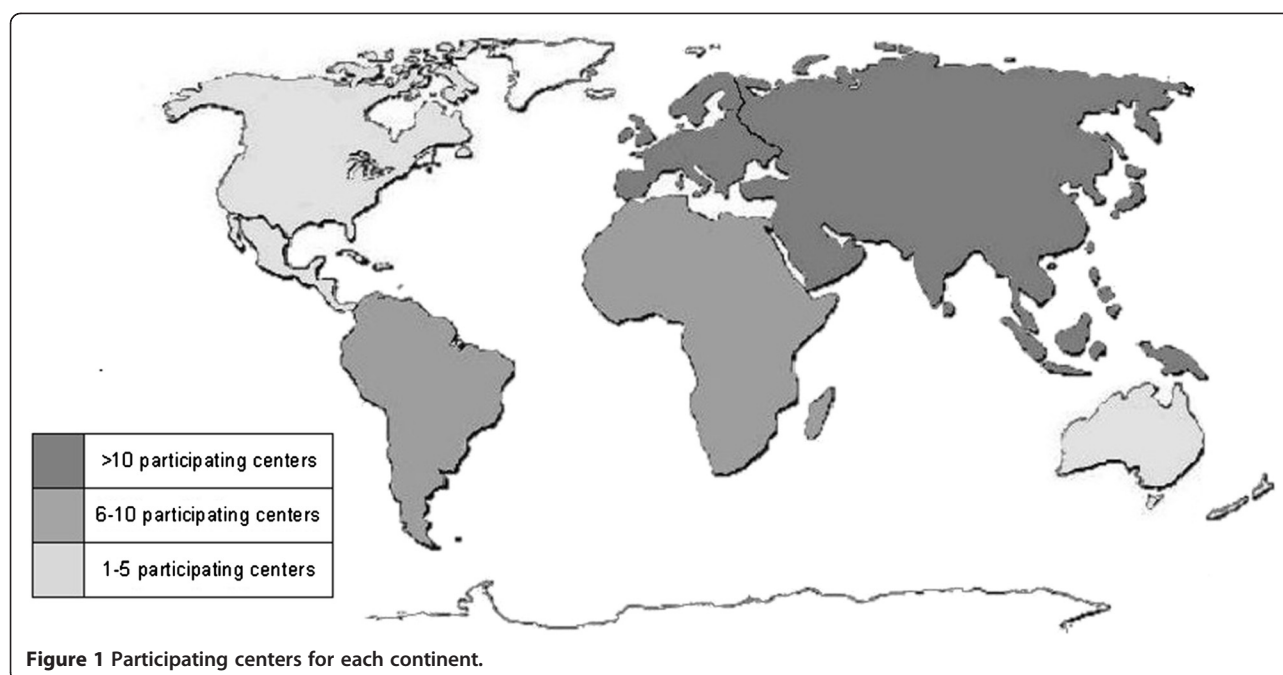 >10 participating centers
6-10 participating centers
1-5 participating centers
Figure 1 Participating centers for each continent.